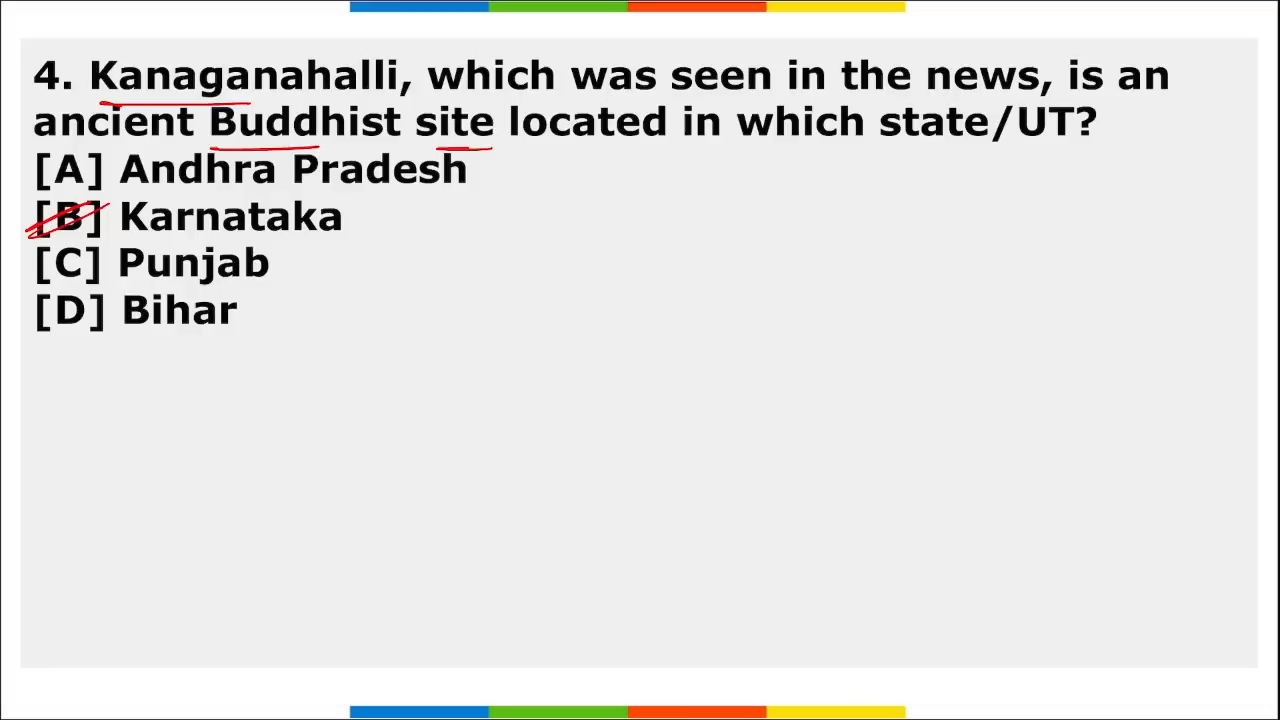 4. Kanaganahalli, which was seen in the news, is an
ancient Buddhist site located in which state/UT?
[A] Andhra Pradesh
[B] Karnataka
[C] Punjab
[D] Bihar